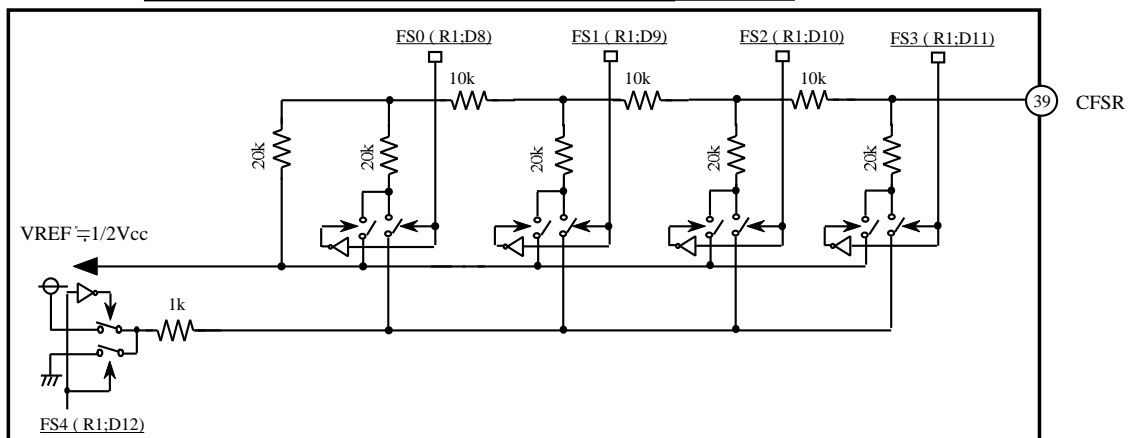 FS0 ( R1;D8)
FS1 ( R1;D9)
FS2 ( R1;D10)
FS3 ( R1;D11)
10k
10k
10k
39 CFSR
20k
20k
20k
20k
20k
VREF≒1/2Vcc
1k
FS4 ( R1;D12)